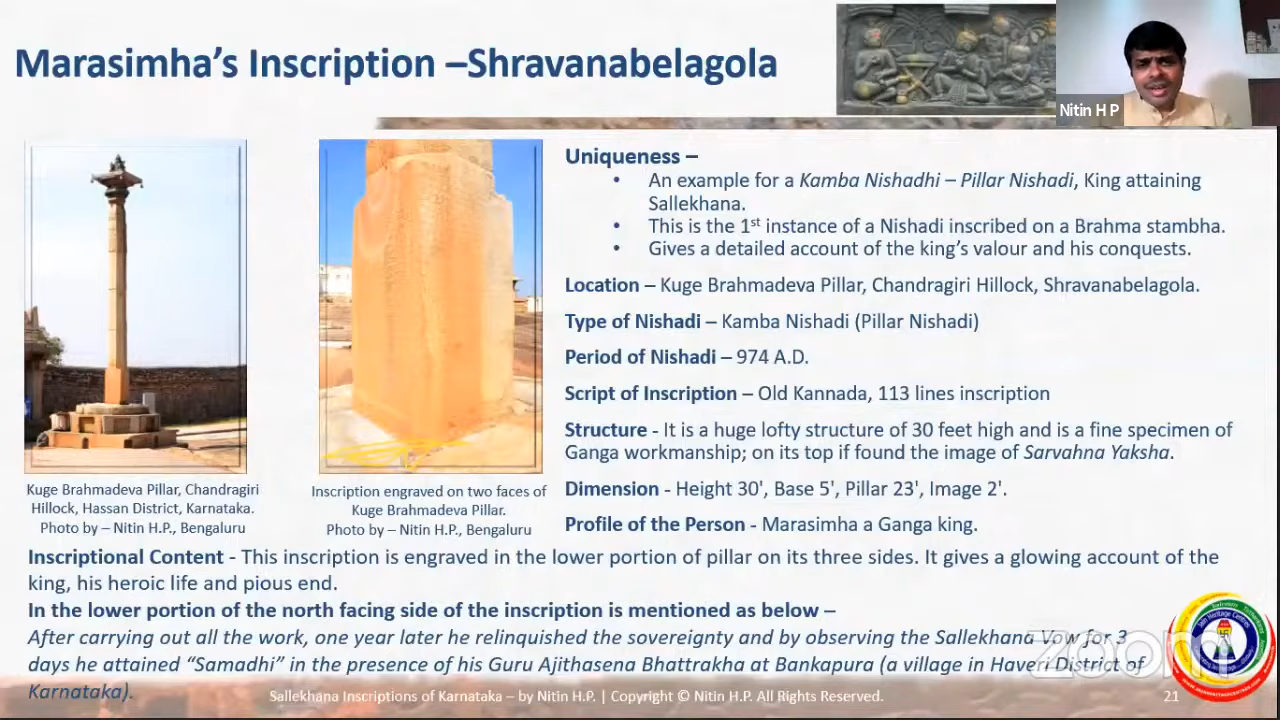 Marasimha's Inscription –Shravanabelagola
Nitin H P
Uniqueness –
• An example for a Kamba Nishadhi – Pillar Nishadi, King attaining
Sallekhana.
• This is the 1st instance of a Nishadi inscribed on a Brahma stambha.
• Gives a detailed account of the king's valour and his conquests.
Location – Kuge Brahmadeva Pillar, Chandragiri Hillock, Shravanabelagola.
Type of Nishadi – Kamba Nishadi (Pillar Nishadi)
Period of Nishadi – 974 A.D.
Script of Inscription – Old Kannada, 113 lines inscription
Structure - It is a huge lofty structure of 30 feet high and is a fine specimen of
Ganga workmanship; on its top if found the image of Sarvahna Yaksha.
Dimension - Height 30', Base 5', Pillar 23', Image 2'.
Profile of the Person - Marasimha a Ganga king.
Kuge Brahmadeva Pillar, Chandragiri
Hillock, Hassan District, Karnataka.
Photo by – Nitin H.P., Bengaluru
Inscription engraved on two faces of
Kuge Brahmadeva Pillar.
Photo by – Nitin H.P., Bengaluru
Inscriptional Content - This inscription is engraved in the lower portion of pillar on its three sides. It gives a glowing account of the
king, his heroic life and pious end.
In the lower portion of the north facing side of the inscription is mentioned as below –
After carrying out all the work, one year later he relinquished the sovereignty and by observing the Sallekhana Vow for 3
days he attained “Samadhi” in the presence of his Guru Ajithasena Bhattrakha at Bankapura (a village in Haveri District of
Karnataka).
zoom
Sallekhana Inscriptions of Karnataka – by Nitin H.P. | Copyright © Nitin H.P. All Rights Reserved.
21